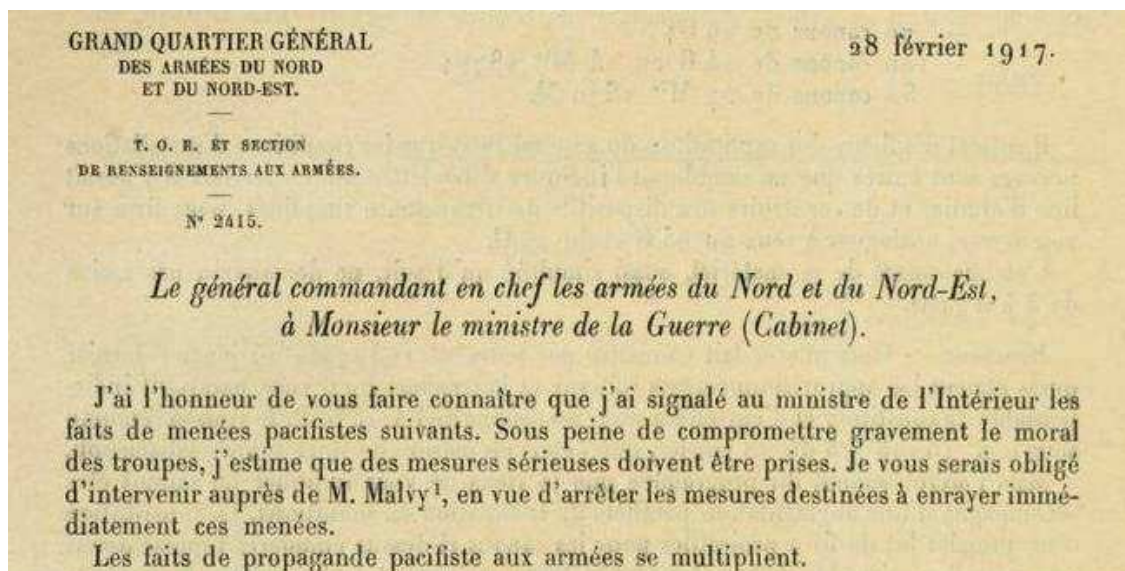 GRAND QUARTIER GÉNÉRAL
DES ARMÉES DU NORD
ET DU NORD-EST.
28 février 1917.
T. O. E. ET SECTION
DE RENSEIGNEMENTS AUX ARMÉES.
N° 2415.
Le général commandant en chef les armées du Nord et du Nord-Est,
à Monsieur le ministre de la Guerre (Cabinet).
J'ai l'honneur de vous faire connaître que j'ai signalé au ministre de l'Intérieur les
faits de menées pacifistes suivants. Sous peine de compromettre gravement le moral
des troupes, j'estime que des mesures sérieuses doivent être prises. Je vous serais obligé
d'intervenir auprès de M. Malvy¹, en vue d'arrêter les mesures destinées à enrayer immé-
diatement ces menées.
Les faits de propagande pacifiste aux armées se multiplient.